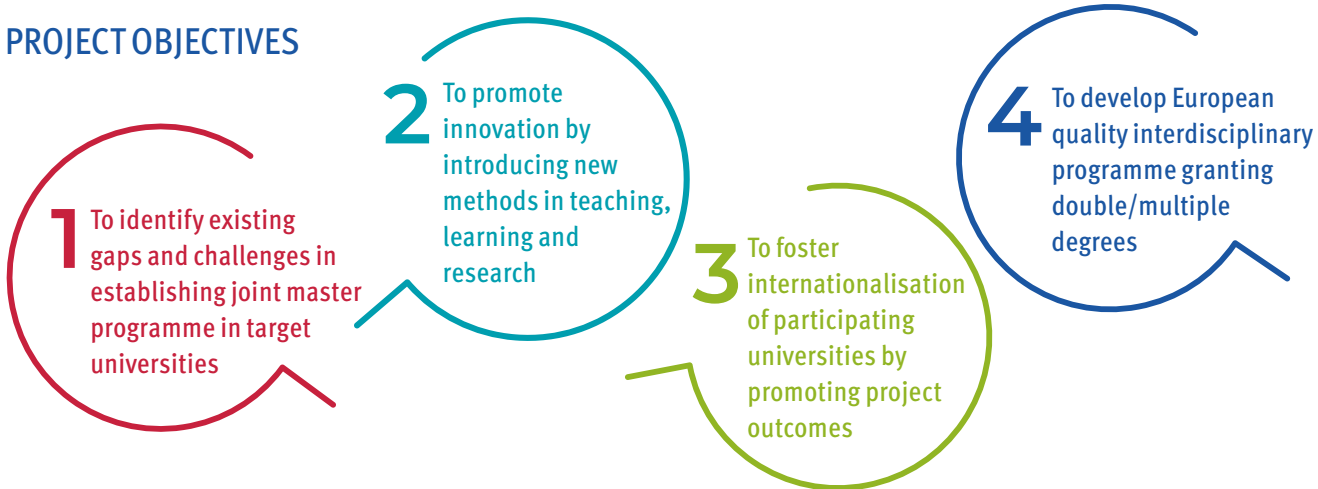 PROJECT OBJECTIVES
1
To identify existing
gaps and challenges in
establishing joint master
programme in target
universities
2
To promote
innovation by
introducing new
methods in teaching,
learning and
research
3
To foster
internationalisation
of participating
universities by
promoting project
outcomes
4
To develop European
quality interdisciplinary
programme granting
double/multiple
degrees